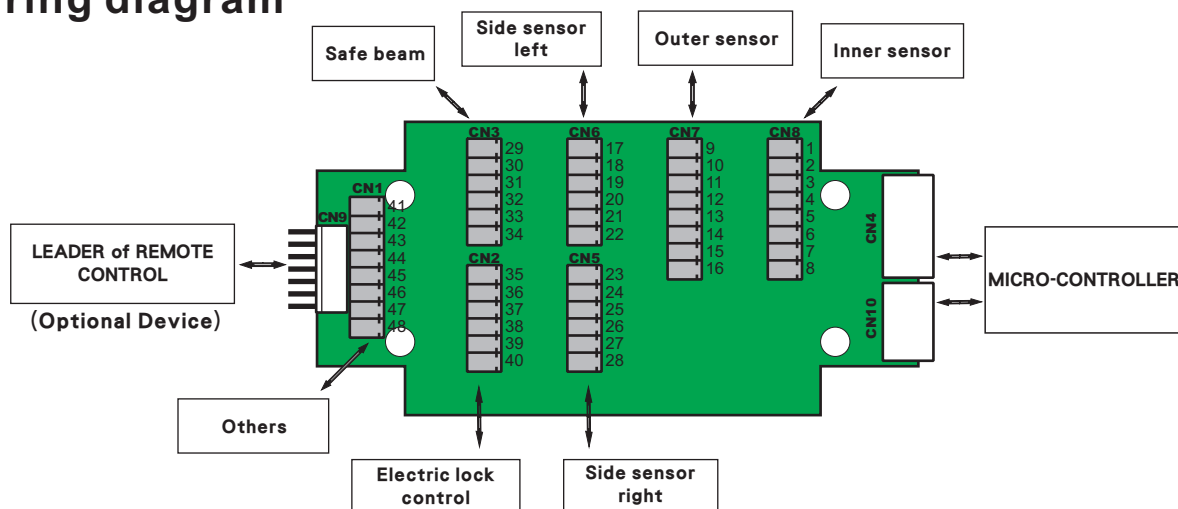 ring diagram
Side sensor
left
Outer sensor
Safe beam
Inner sensor
CN3
CN6
CN7
CN8
29
30
31
32
33
34
17
18
19
20
21
22
9
10
11
12
13
14
15
16
1
2
3
4
5
6
7
8
CN1
41
42
43
44
45
46
47
48
CN9
CN4
CN10
LEADER of REMOTE
CONTROL
(Optional Device)
MICRO-CONTROLLER
CN2
CN5
35
36
37
38
39
40
23
24
25
26
27
28
Others
Electric lock
control
Side sensor
right